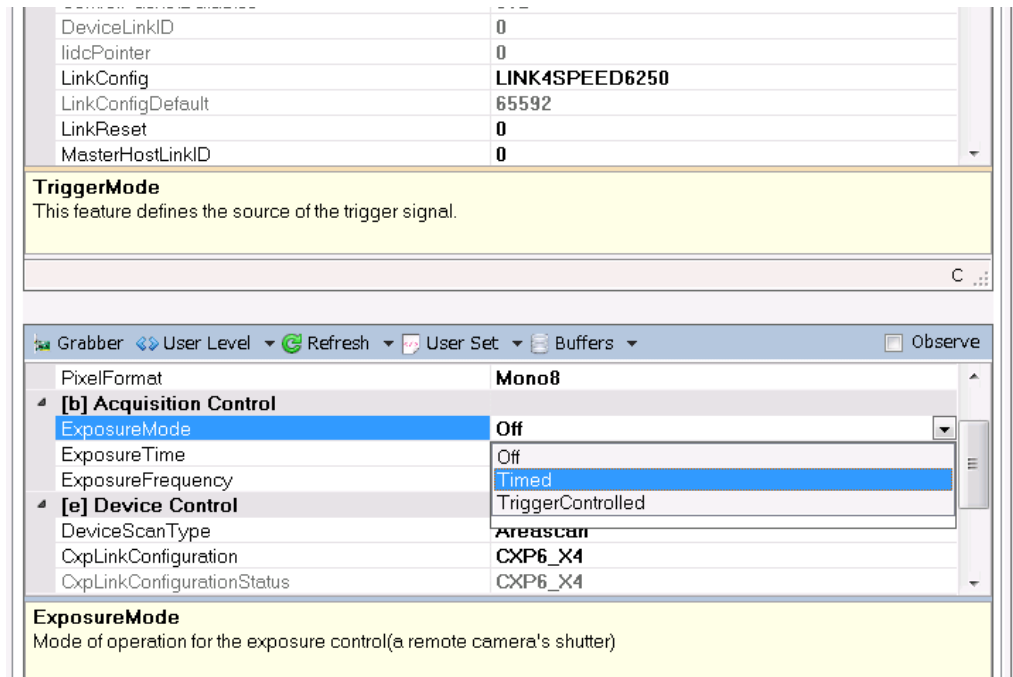 DeviceLinkID 0
IidcPointer 0
LinkConfig LINK4SPEED6250
LinkConfigDefault 65592
LinkReset 0
MasterHostLinkID 0
TriggerMode
This feature defines the source of the trigger signal.
C
Grabber User Level Refresh User Set Buffers Observe
PixelFormat Mono8
[b] Acquisition Control
ExposureMode Off
ExposureTime Off
ExposureFrequency Timed
[e] Device Control TriggerControlled
DeviceScanType Areascan
CxpLinkConfiguration CXP6_X4
CxpLinkConfigurationStatus CXP6_X4
ExposureMode
Mode of operation for the exposure control(a remote camera's shutter)